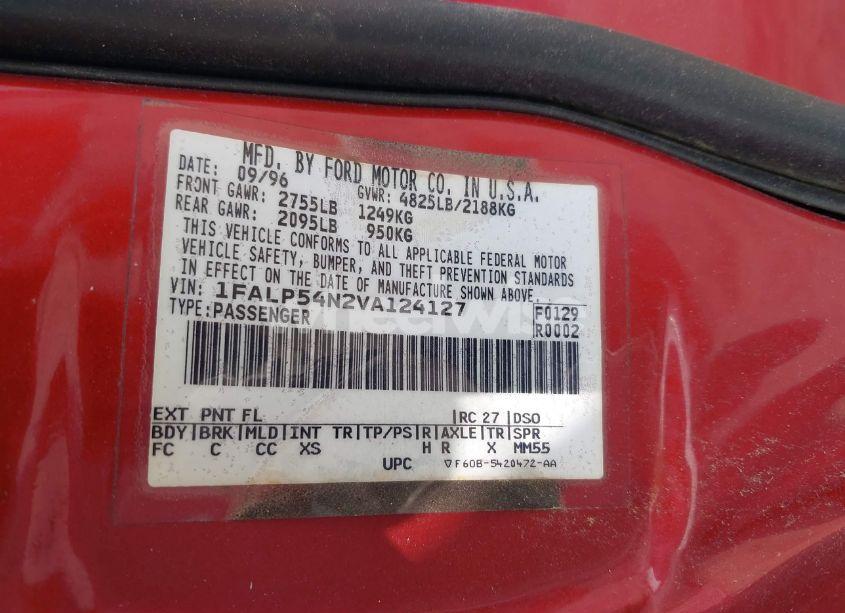 MFD. BY FORD MOTOR CO. IN U.S.A.
DATE: 09/96 GVWR: 4825LB/2188KG
FRONT GAWR: 2755LB 1249KG
REAR GAWR: 2095LB 950KG
THIS VEHICLE CONFORMS TO ALL APPLICABLE FEDERAL MOTOR
VEHICLE SAFETY, BUMPER, AND THEFT PREVENTION STANDARDS
IN EFFECT ON THE DATE OF MANUFACTURE SHOWN ABOVE.
VIN: 1FALP54N2VA124127
TYPE: PASSENGER
F0129
R0002
EXT PNT FL RC 27 DSO
BDY BRK MLD INT TR TP/PS R AXLE TR SPR
FC C CC XS H R X MM55
UPC F60B-5420472-AA